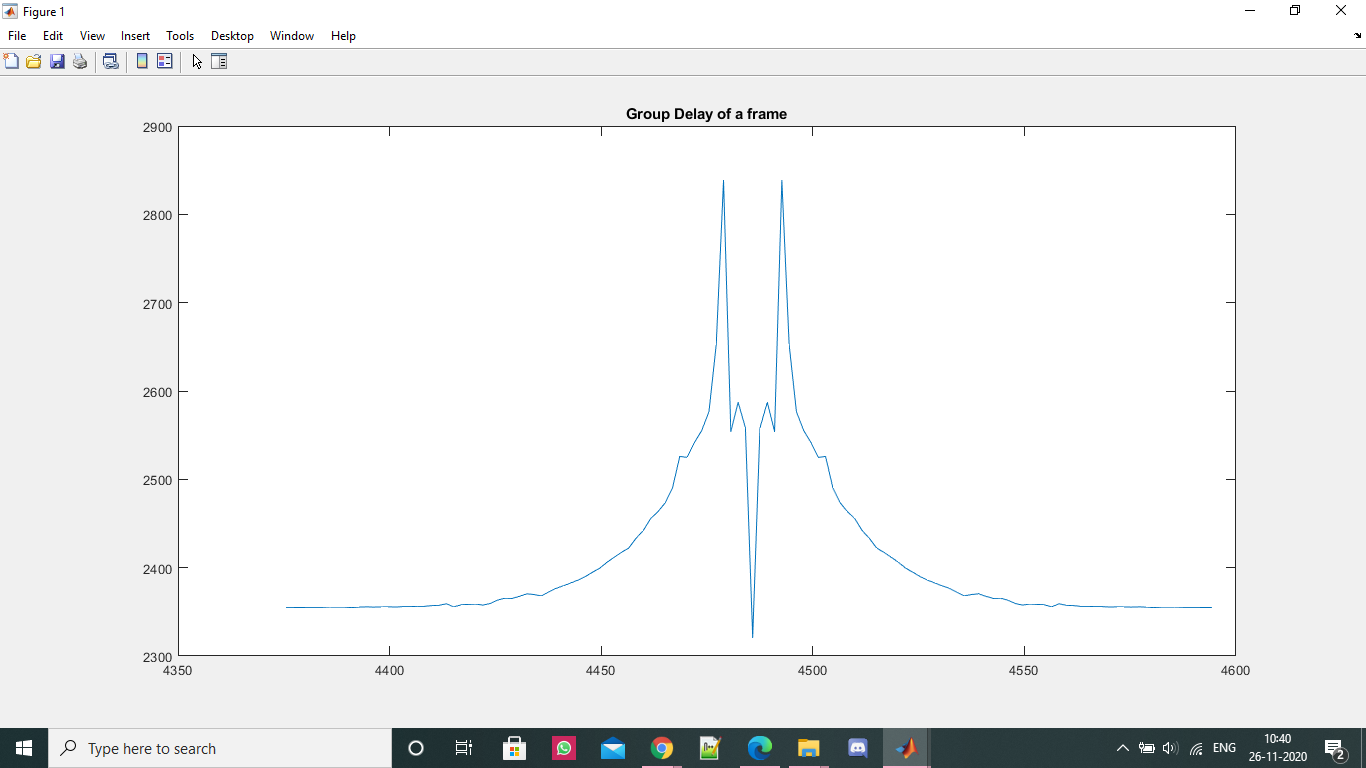 Figure 1
File Edit View Insert Tools Desktop Window Help
Group Delay of a frame
2900
2800
2700
2600
2500
2400
2300
4350 4400 4450 4500 4550 4600
Type here to search
ENG
10:40
26-11-2020
2